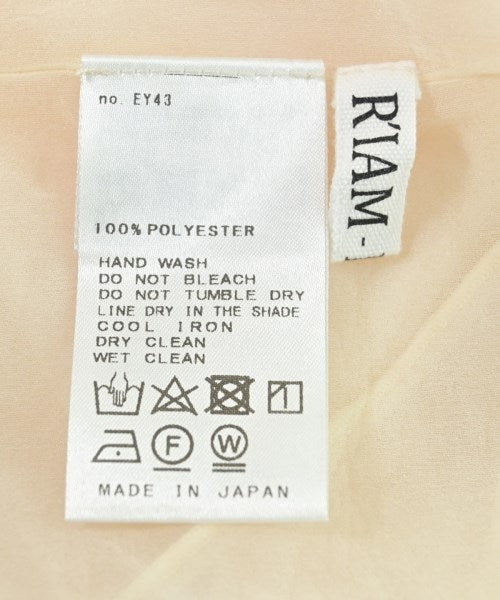 no. EY43
100% POLYESTER
HAND WASH
DO NOT BLEACH
DO NOT TUMBLE DRY
LINE DRY IN THE SHADE
COOL IRON
DRY CLEAN
WET CLEAN
F W
MADE IN JAPAN
R'IAM-